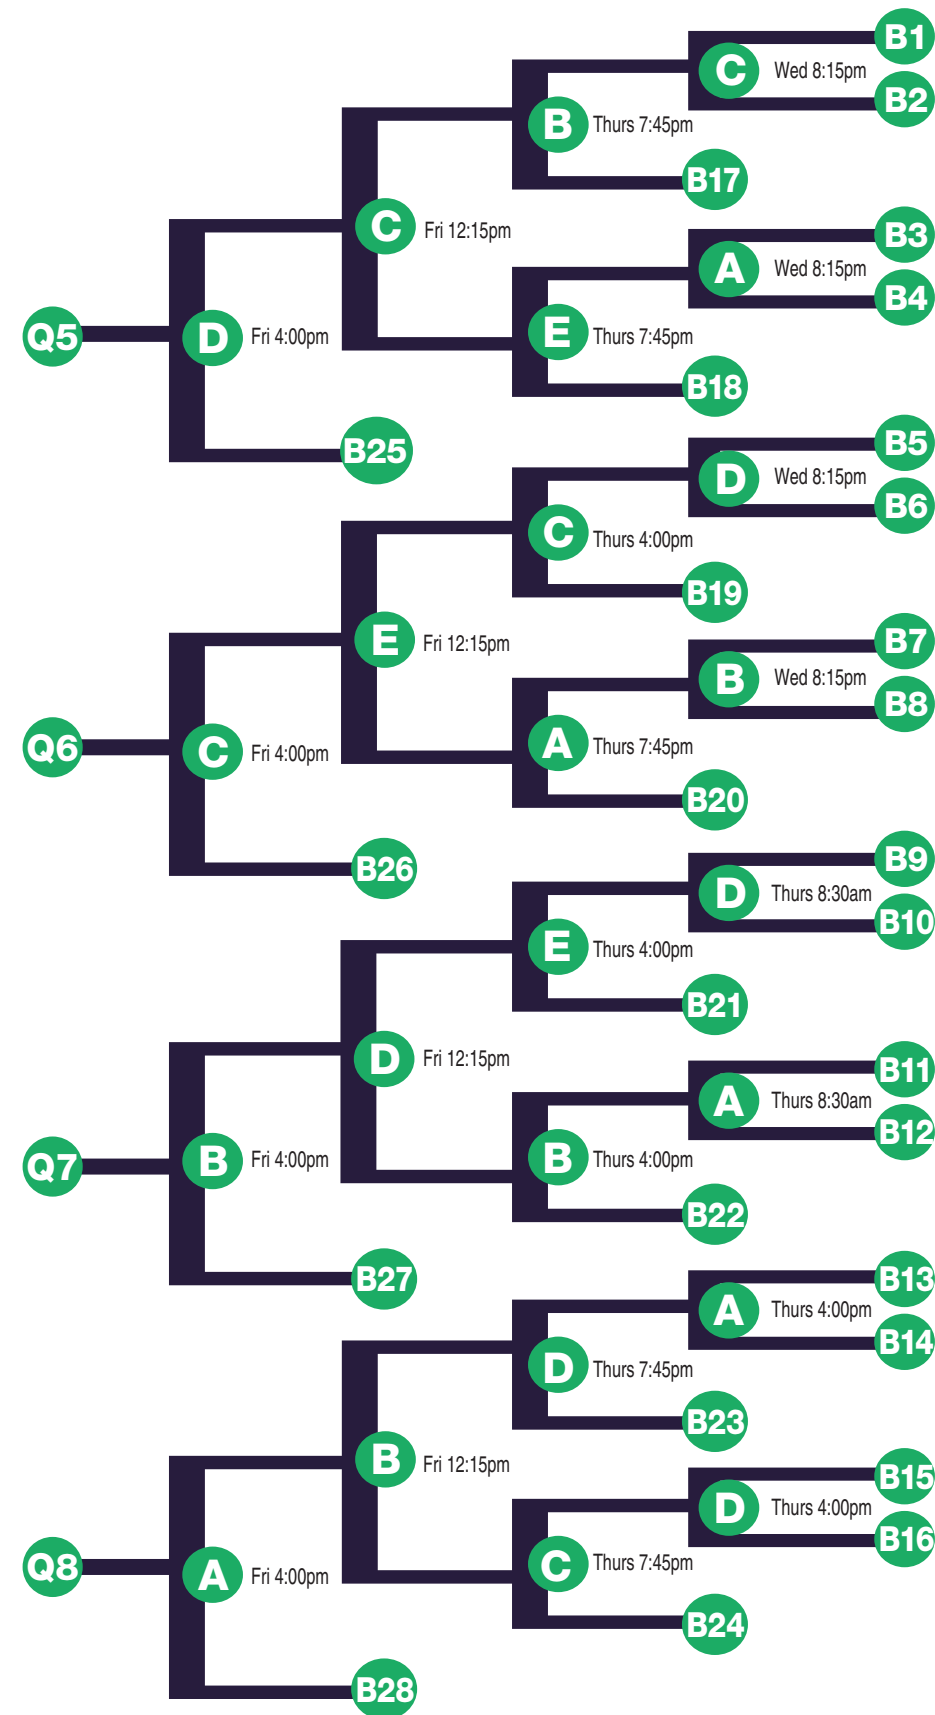 B1
C Wed 8:15pm
B2
B Thurs 7:45pm
B17
C Fri 12:15pm
B3
A Wed 8:15pm
B4
E Thurs 7:45pm
B18
Q5 D Fri 4:00pm
B25
B5
D Wed 8:15pm
B6
C Thurs 4:00pm
B19
E Fri 12:15pm
B7
B Wed 8:15pm
B8
A Thurs 7:45pm
B20
Q6 C Fri 4:00pm
B26
B9
D Thurs 8:30am
B10
E Thurs 4:00pm
B21
D Fri 12:15pm
B11
A Thurs 8:30am
B12
B Thurs 4:00pm
B22
Q7 B Fri 4:00pm
B27
B13
A Thurs 4:00pm
B14
D Thurs 7:45pm
B23
B Fri 12:15pm
B15
D Thurs 4:00pm
B16
C Thurs 7:45pm
B24
Q8 A Fri 4:00pm
B28